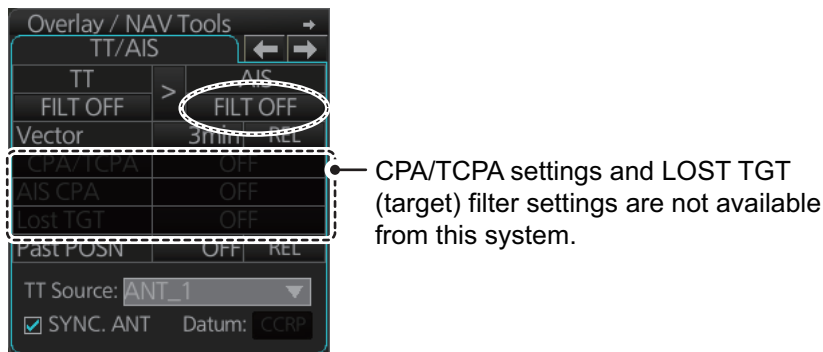 Overlay / NAV Tools
TT/AIS
TT > AIS
FILT OFF FILT OFF
Vector 3min REL
CPA/TCPA OFF
AIS CPA OFF
Lost TGT OFF
Past POSN OFF REL
TT Source: ANT_1
SYNC. ANT Datum: CCRP
CPA/TCPA settings and LOST TGT
(target) filter settings are not available
from this system.